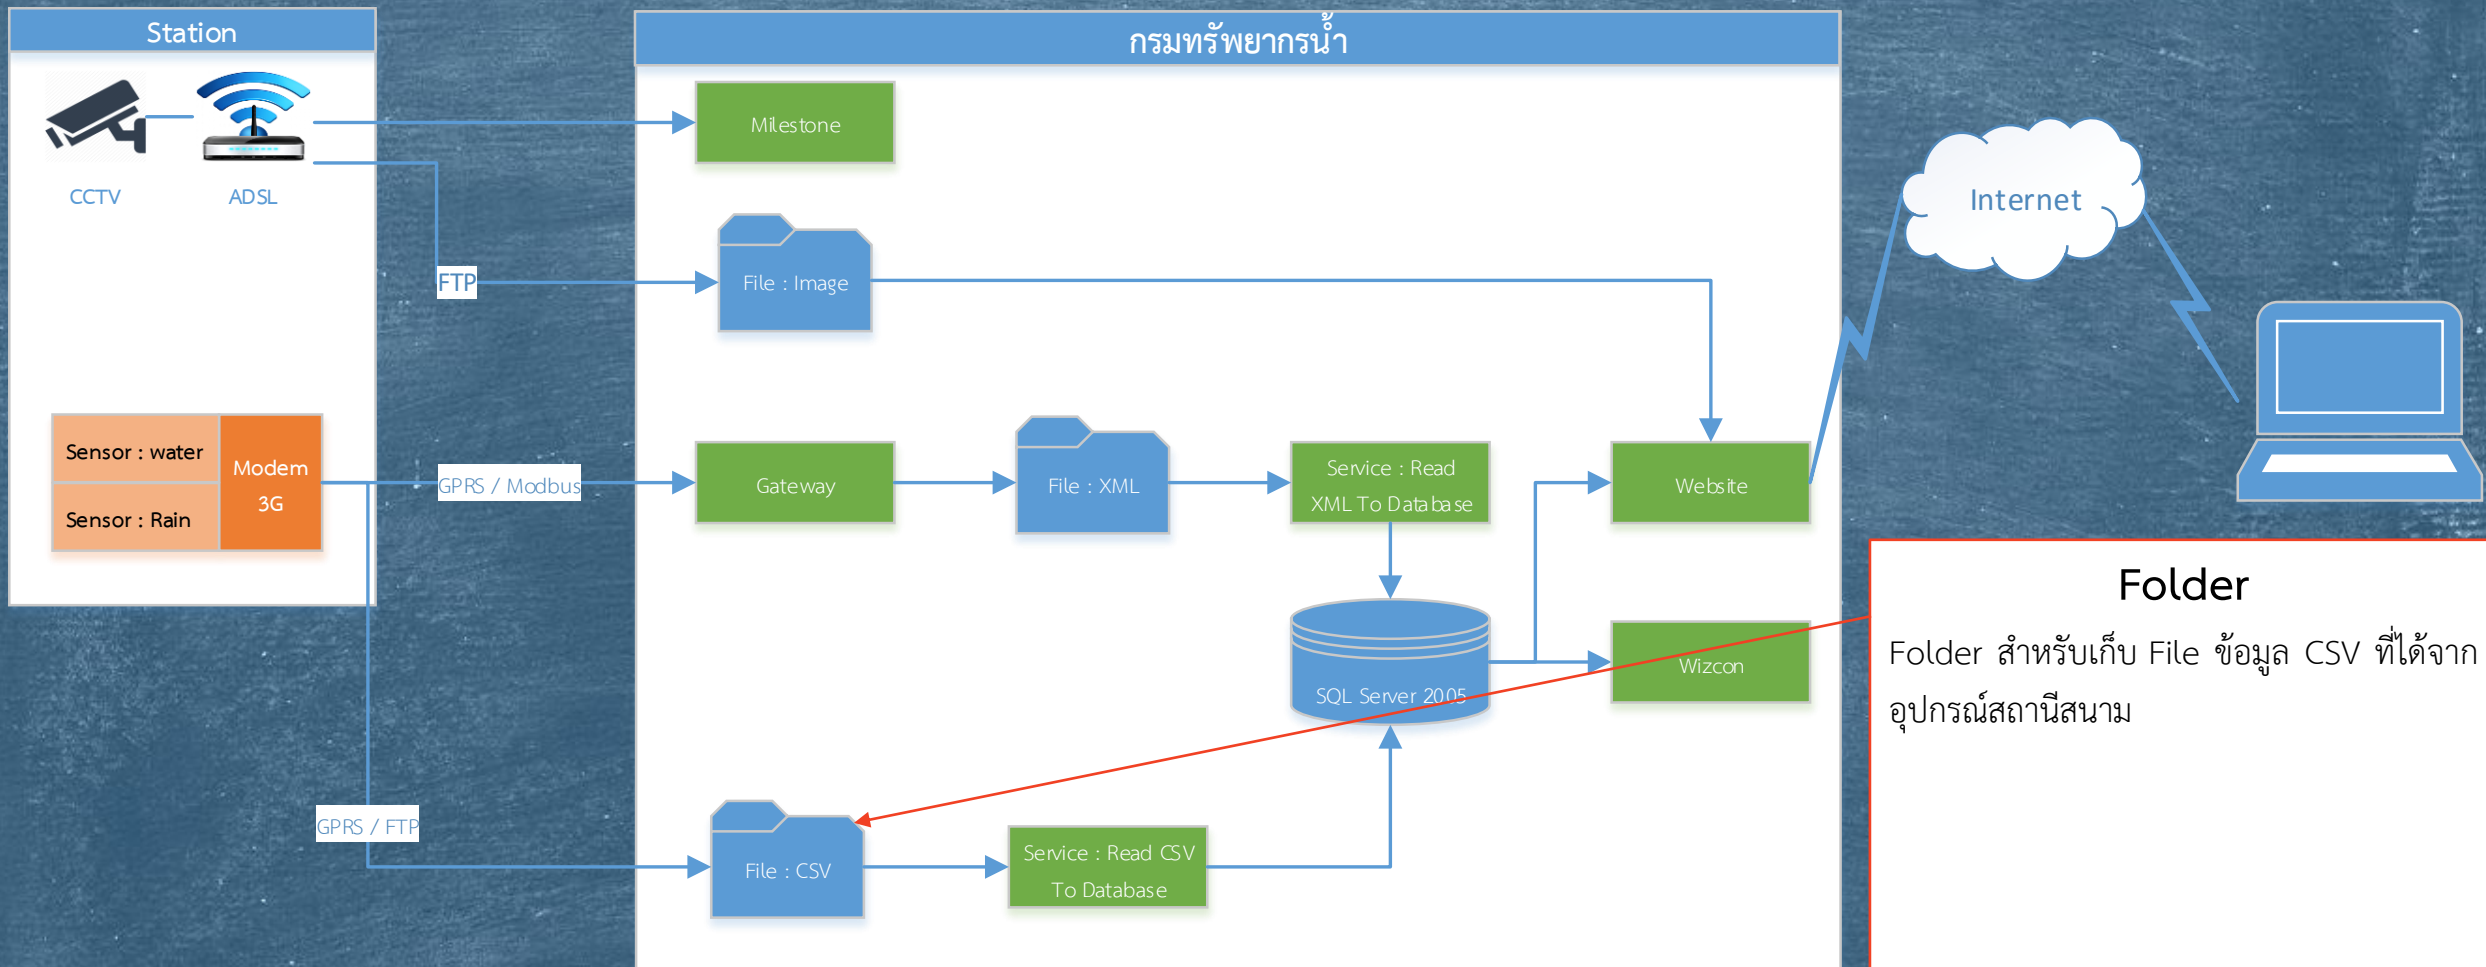 Station
กรมทรัพยากรน้ำ
CCTV
ADSL
Milestone
Internet
FTP
File : Image
Sensor : water
Sensor : Rain
Modem
3G
GPRS / Modbus
Gateway
File : XML
Service : Read
XML To Database
Website
SQL Server 2005
Wizcon
GPRS / FTP
File : CSV
Service : Read CSV
To Database
Folder
Folder สำหรับเก็บ File ข้อมูล CSV ที่ได้จาก
อุปกรณ์สถานีสนาม